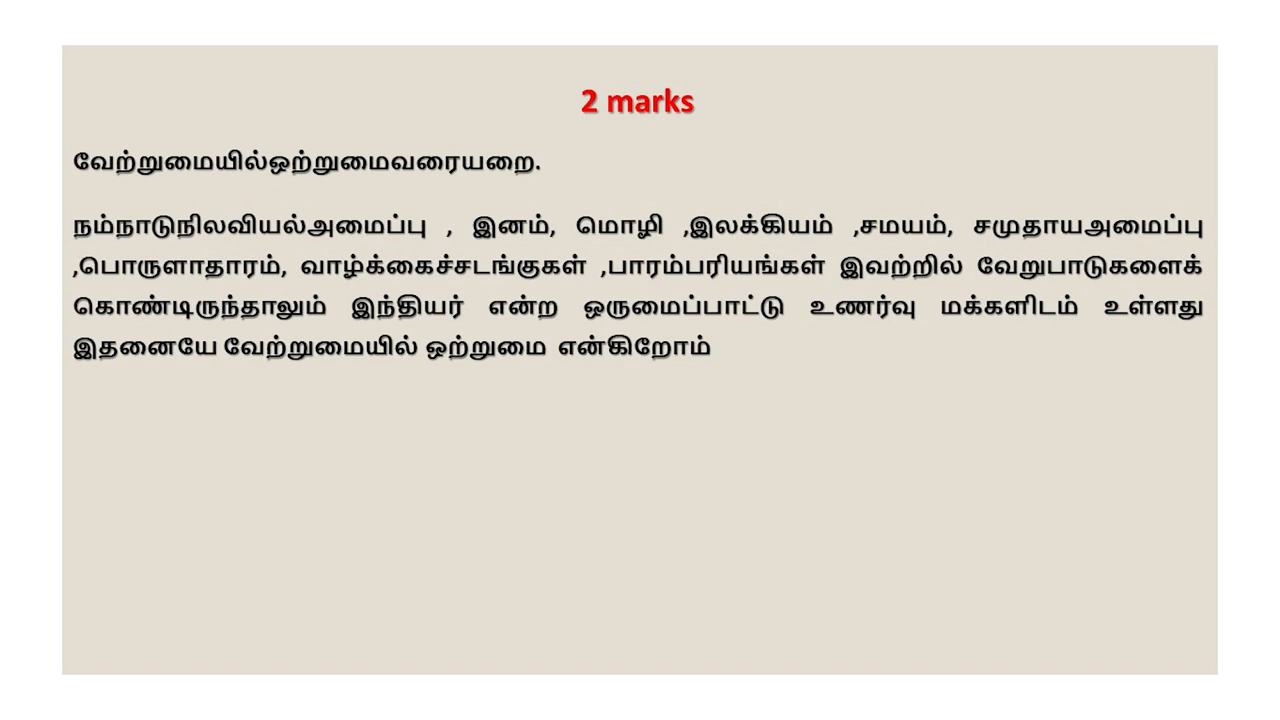 2 marks
வேற்றுமையில்ஒற்றுமைவரையறை.
நம்நாடுநிலவியல்அமைப்பு , இனம், மொழி ,இலக்கியம் ,சமயம், சமுதாயஅமைப்பு
,பொருளாதாரம், வாழ்க்கைச்சடங்குகள் ,பாரம்பரியங்கள் இவற்றில் வேறுபாடுகளைக்
கொண்டிருந்தாலும் இந்தியர் என்ற ஒருமைப்பாட்டு உணர்வு மக்களிடம் உள்ளது
இதனையே வேற்றுமையில் ஒற்றுமை என்கிறோம்